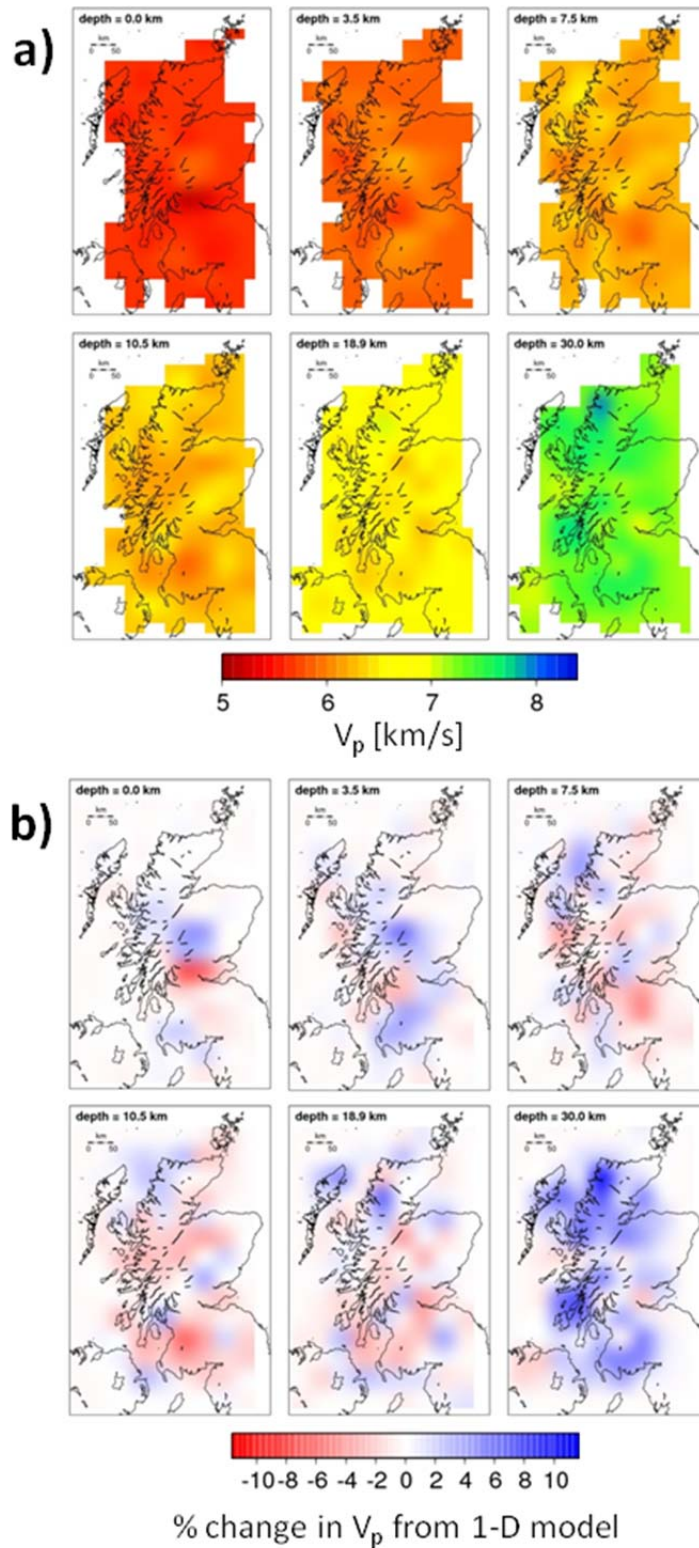 a)
depth = 0.0 km
depth = 3.5 km
depth = 7.5 km
km
km
km
0 50
0 50
0 50
depth = 10.5 km
depth = 18.9 km
depth = 30.0 km
km
km
km
0 50
0 50
0 50
5 6 7 8
Vp [km/s]
b)
depth = 0.0 km
depth = 3.5 km
depth = 7.5 km
km
km
km
0 50
0 50
0 50
depth = 10.5 km
depth = 18.9 km
depth = 30.0 km
km
km
km
0 50
0 50
0 50
-10 -8 -6 -4 -2 0 2 4 6 8 10
% change in Vp from 1-D model